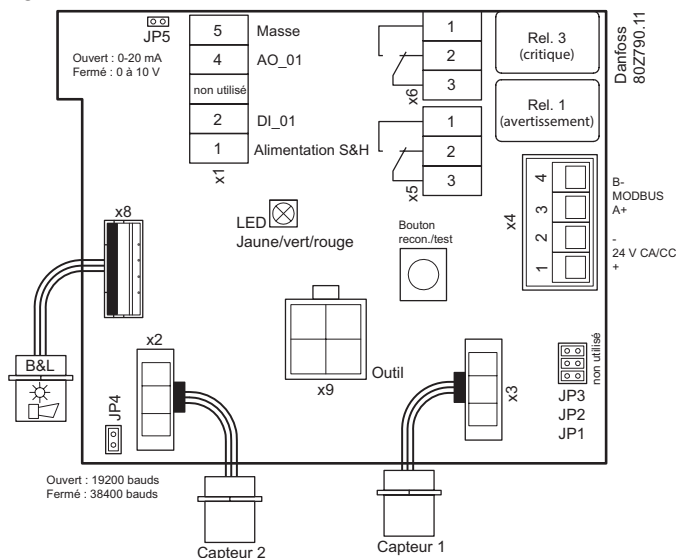 JP5
Ouvert : 0-20 mA
Fermé : 0 à 10 V
5 Masse
4 AO_01
non utilisé
2 DI_01
1 Alimentation S&H
x1
1
2
3
x6
Rel. 3
(critique)
Danfoss
80Z790.11
1
2
3
x5
Rel. 1
(avertissement)
x4
4
3
2
1
B-
MODBUS
A+
-
24 V CA/CC
+
x8
LED
Jaune/vert/rouge
Bouton
recon./test
B&L
x2
JP4
x9
Outil
x3
non utilisé
JP3
JP2
JP1
Ouvert : 19200 bauds
Fermé : 38400 bauds
Capteur 2
Capteur 1